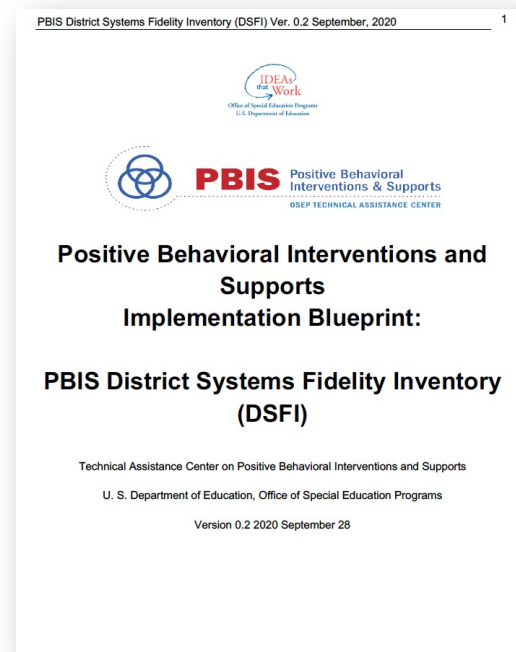 PBIS District Systems Fidelity Inventory (DSFI) Ver. 0.2 September, 2020 1
IDEAs
that Work
Office of Special Education Programs
U.S. Department of Education
PBIS Positive Behavioral
Interventions & Supports
OSEP TECHNICAL ASSISTANCE CENTER
Positive Behavioral Interventions and
Supports
Implementation Blueprint:
PBIS District Systems Fidelity Inventory
(DSFI)
Technical Assistance Center on Positive Behavioral Interventions and Supports
U. S. Department of Education, Office of Special Education Programs
Version 0.2 2020 September 28